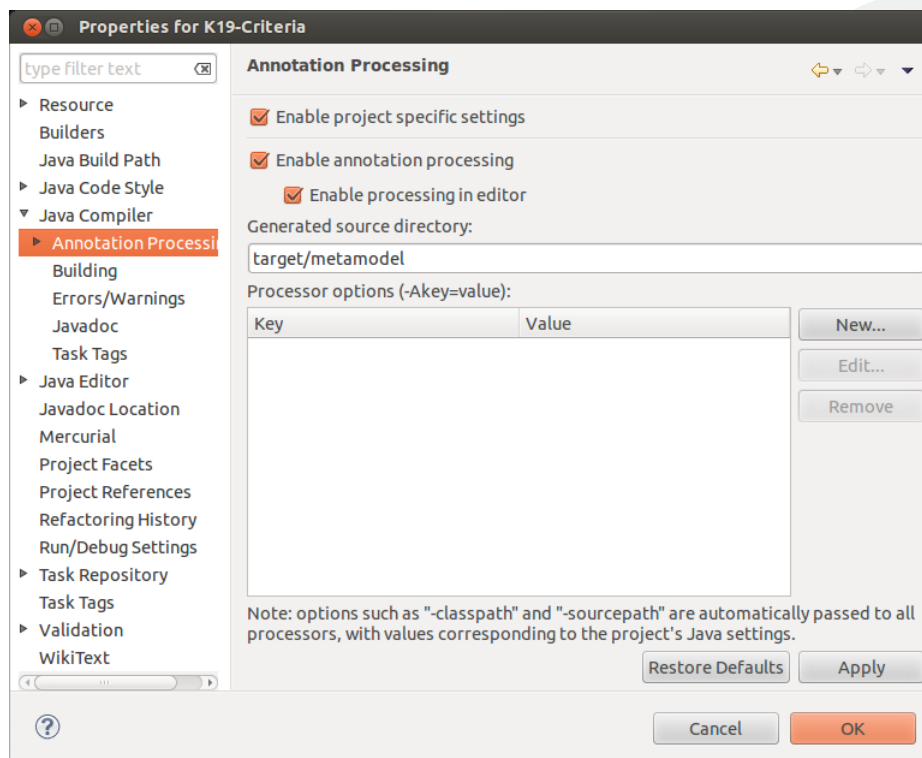 Properties for K19-Criteria
type filter text
Resource
Builders
Java Build Path
Java Code Style
Java Compiler
Annotation Processi
Building
Errors/Warnings
Javadoc
Task Tags
Java Editor
Javadoc Location
Mercurial
Project Facets
Project References
Refactoring History
Run/Debug Settings
Task Repository
Task Tags
Validation
WikiText
Annotation Processing
Enable project specific settings
Enable annotation processing
Enable processing in editor
Generated source directory:
target/metamodel
Processor options (-Akey=value):
Key Value
New...
Edit...
Remove
Note: options such as "-classpath" and "-sourcepath" are automatically passed to all
processors, with values corresponding to the project's Java settings.
Restore Defaults Apply
? Cancel OK